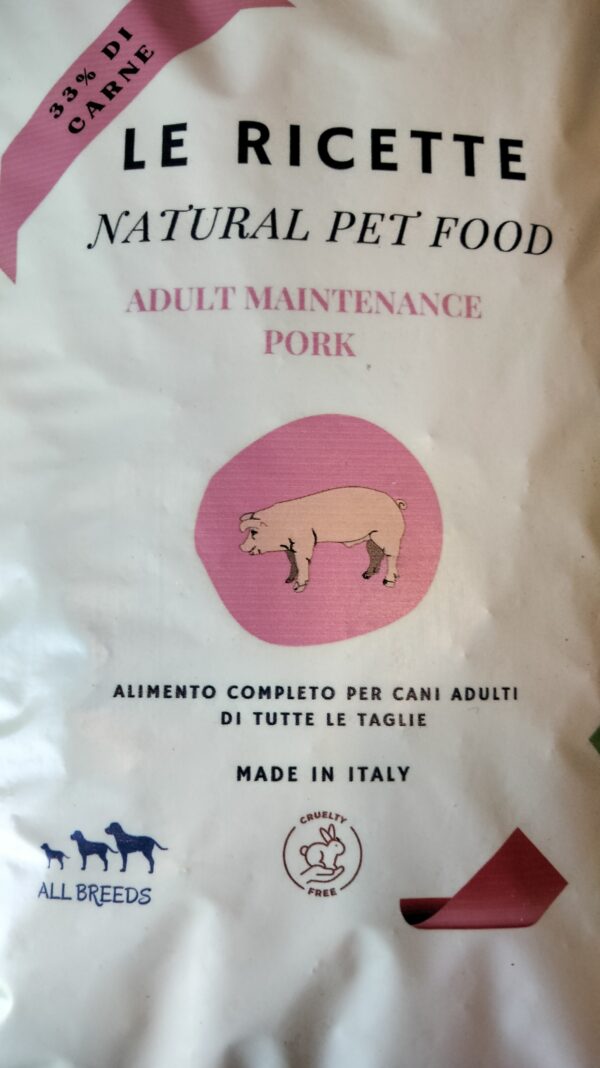 33% DI
CARNE
LE RICETTE
NATURAL PET FOOD
ADULT MAINTENANCE
PORK
ALIMENTO COMPLETO PER CANI ADULTI
DI TUTTE LE TAGLIE
MADE IN ITALY
ALL BREEDS
CRUELTY
FREE